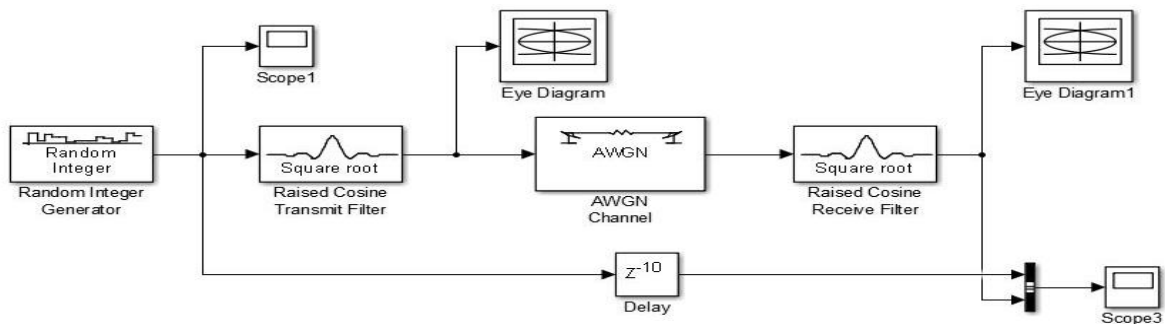 Scope1
Eye Diagram
Eye Diagram1
Random
Integer
Random Integer
Generator
Square root
Raised Cosine
Transmit Filter
AWGN
AWGN
Channel
Square root
Raised Cosine
Receive Filter
Z-10
Delay
Scope3